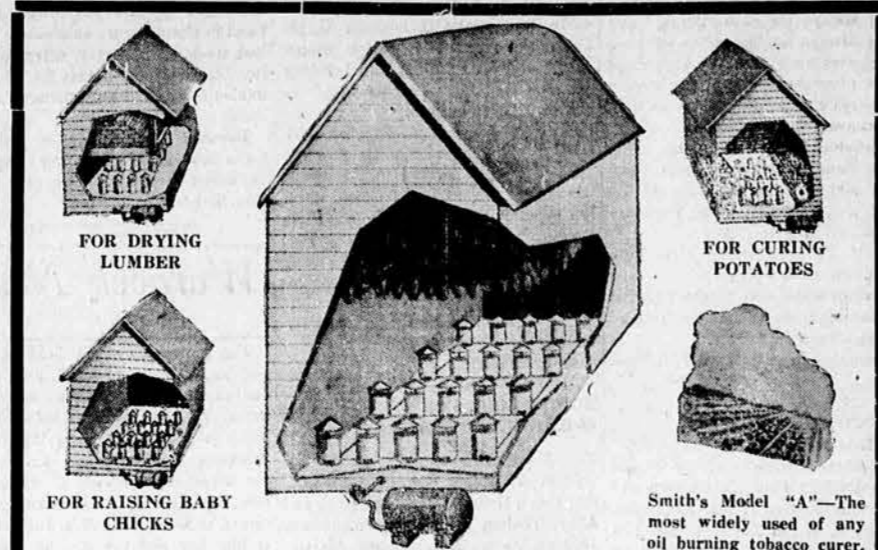 FOR DRYING
LUMBER
FOR CURING
POTATOES
FOR RAISING BABY
CHICKS
Smith's Model "A"—The
most widely used of any
oil burning tobacco curer.